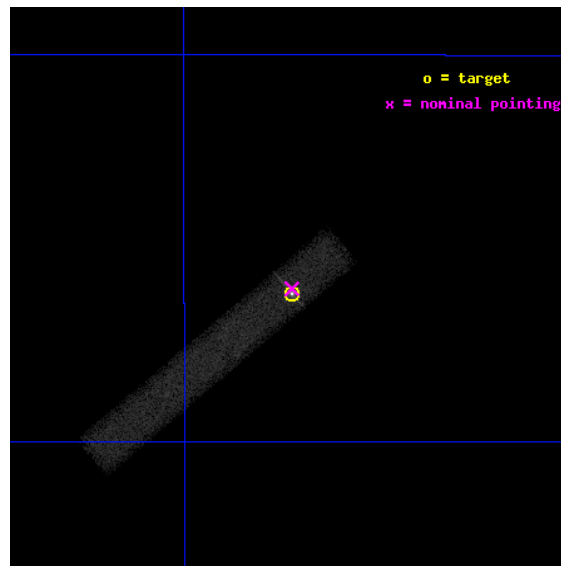 o = target
x = nominal pointing